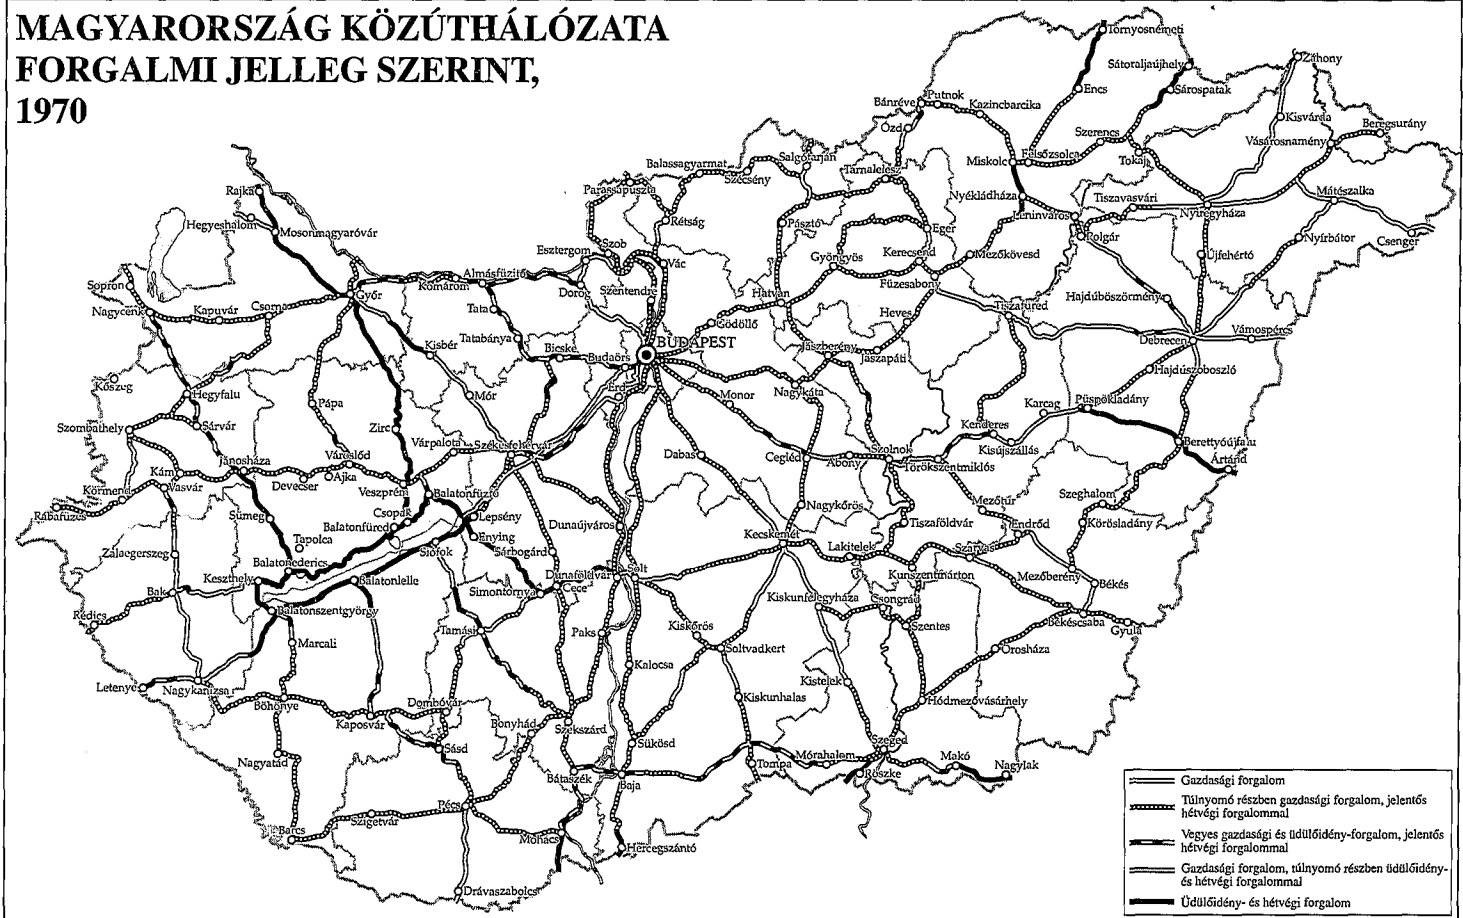 MAGYARORSZÁG KÖZÚTHÁLÓZATA
FORGALMI JELLEG SZERINT,
1970
Tornyosnémeti
Sátoraljaújhely
Záhony
Encs
Sárospatak
Bánréve
Putnok
Kazincbarcika
Kisvárda
Beregsurány
Ózd
Szerencs
Vásárosnamény
Miskolc
Felsőzsolca
Tokaj
Balassagyarmat
Szécsény
Salgótarján
Tarnalelesz
Parassapuszta
Rajka
Nyékládháza
Tiszavasvári
Mátészalka
Hegyeshalom
Mosonmagyaróvár
Rétság
Pásztó
Eger
Leninváros
Nyíregyháza
Polgár
Nyírbátor
Csenger
Esztergom
Szob
Vác
Gyöngyös
Kerecsend
Mezőkövesd
Újfehértó
Sopron
Almásfüzitő
Komárom
Dorog
Szentendre
Hatvan
Füzesabony
Hajdúböszörmény
Nagycenk
Kapuvár
Csorna
Győr
Tata
Gödöllő
Heves
Tiszafüred
Tatabánya
Kisbér
Bicske
Budaörs
BUDAPEST
Jászberény
Jászapáti
Debrecen
Vámospércs
Kőszeg
Hegyfalu
Pápa
Mór
Érd
Monor
Nagykáta
Hajdúszoboszló
Karcag
Püspökladány
Szombathely
Sárvár
Zirc
Várpalota
Székesfehérvár
Dabas
Cegléd
Abony
Szolnok
Kenderes
Kisújszállás
Berettyóújfalu
Törökszentmiklós
Ártánd
Jánosháza
Városlőd
Kám
Vasvár
Devecser
Ajka
Veszprém
Balatonfűzfő
Körmend
Rábafüzes
Sümeg
Csopak
Balatonfüred
Lepsény
Nagykőrös
Mezőtúr
Szeghalom
Tapolca
Siófok
Enying
Sárbogárd
Dunaújváros
Kecskemét
Tiszaföldvár
Endrőd
Körösladány
Zalaegerszeg
Lakitelek
Szarvas
Balatonederics
Keszthely
Balatonlelle
Simontornya
Dunaföldvár
Cece
Solt
Kunszentmárton
Mezőberény
Békés
Bak
Rédics
Balatonszentgyörgy
Kiskunfélegyháza
Csongrád
Marcali
Tamási
Paks
Kiskőrös
Soltvadkert
Szentes
Békéscsaba
Gyula
Orosháza
Kalocsa
Letenye
Nagykanizsa
Böhönye
Kaposvár
Dombóvár
Bonyhád
Szekszárd
Kiskunhalas
Kistelek
Hódmezővásárhely
Nagyatád
Sásd
Sükösd
Szeged
Mórahalom
Tompa
Röszke
Makó
Nagylak
Bátaszék
Baja
Pécs
Szigetvár
Barcs
Mohács
Hercegszántó
Drávaszabolcs
Gazdasági forgalom
Túlnyomó részben gazdasági forgalom, jelentős
hétvégi forgalommal
Vegyes gazdasági és üdülőidény-forgalom, jelentős
hétvégi forgalommal
Gazdasági forgalom, túlnyomó részben üdülőidény-
és hétvégi forgalommal
Üdülőidény- és hétvégi forgalom